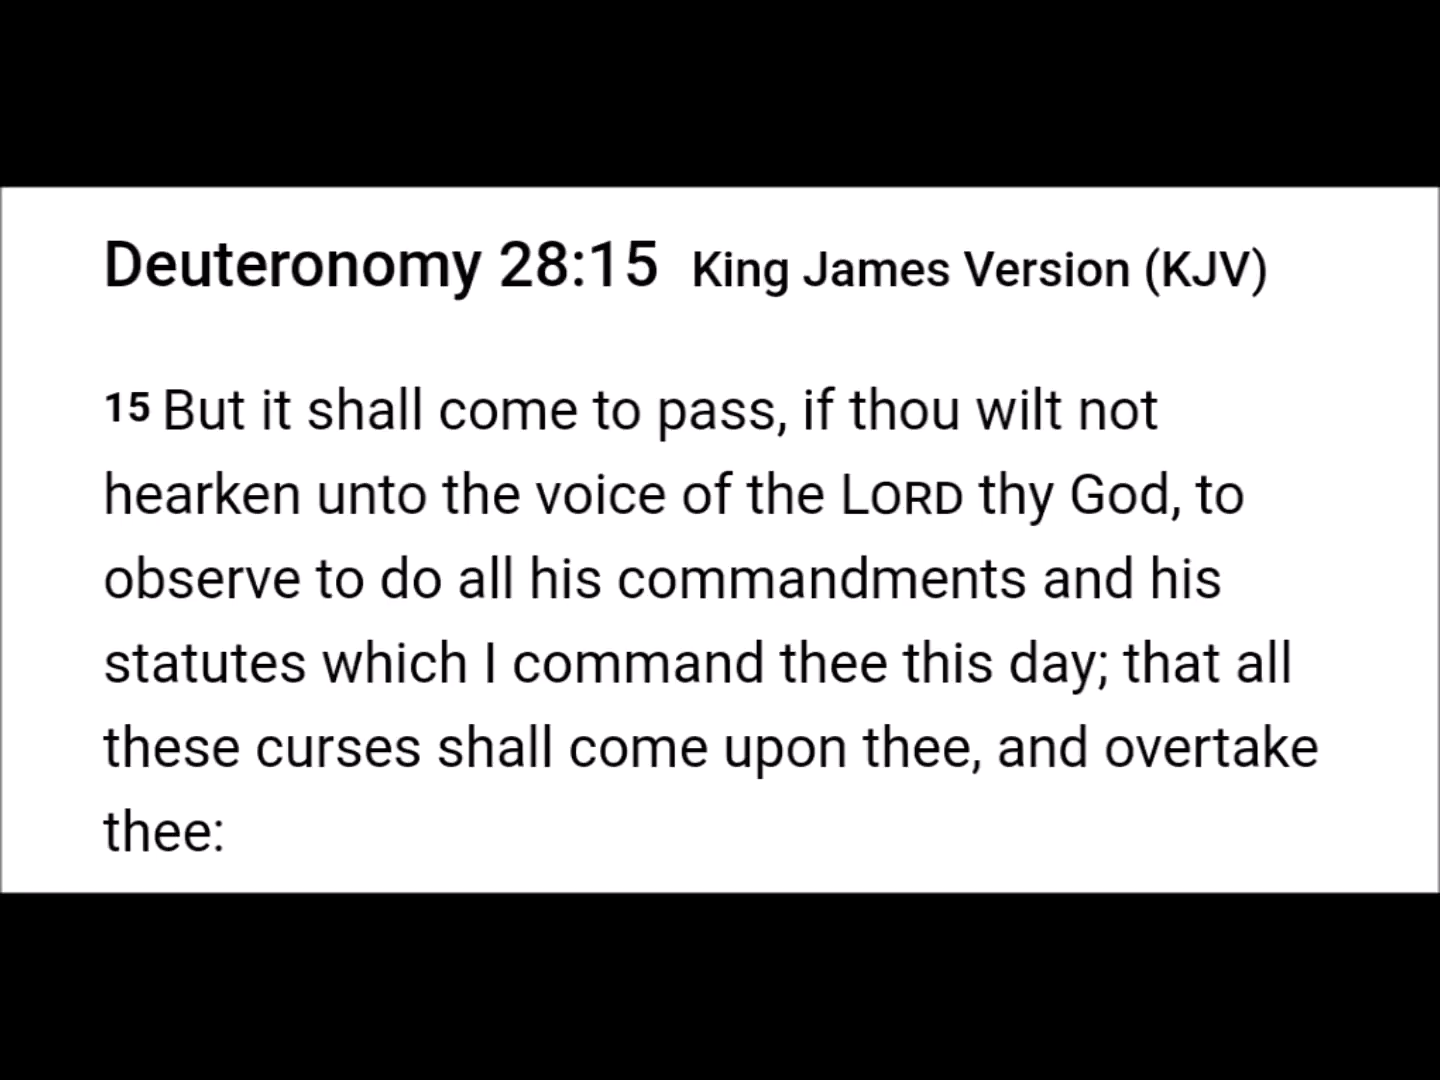 Deuteronomy 28:15 King James Version (KJV)
15 But it shall come to pass, if thou wilt not
hearken unto the voice of the LORD thy God, to
observe to do all his commandments and his
statutes which I command thee this day; that all
these curses shall come upon thee, and overtake
thee: